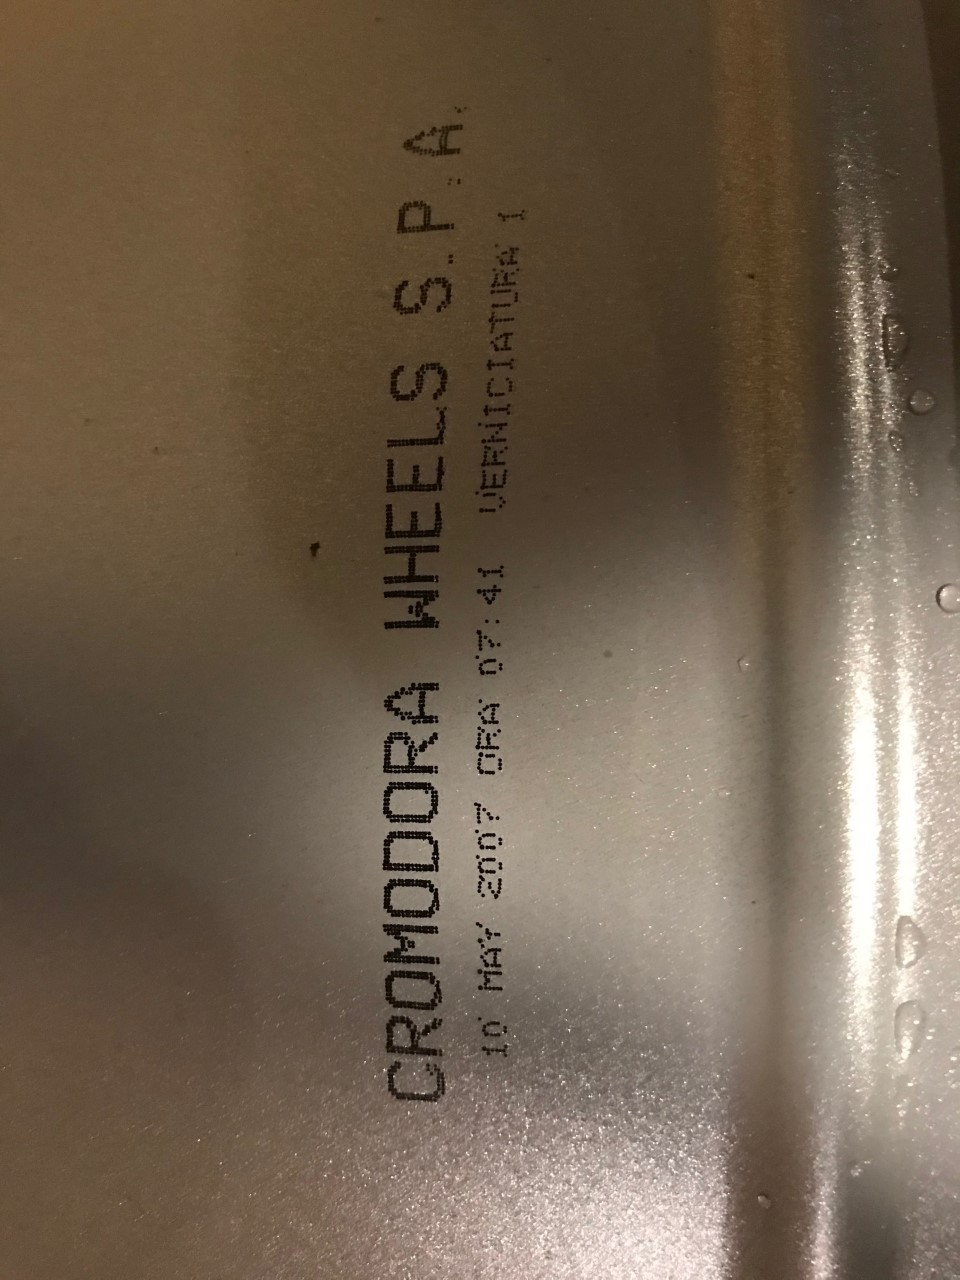 CROMODORA WHEELS S.P.A.
10 MAY 2007 ORA 07:41 VERNICIATURA 1